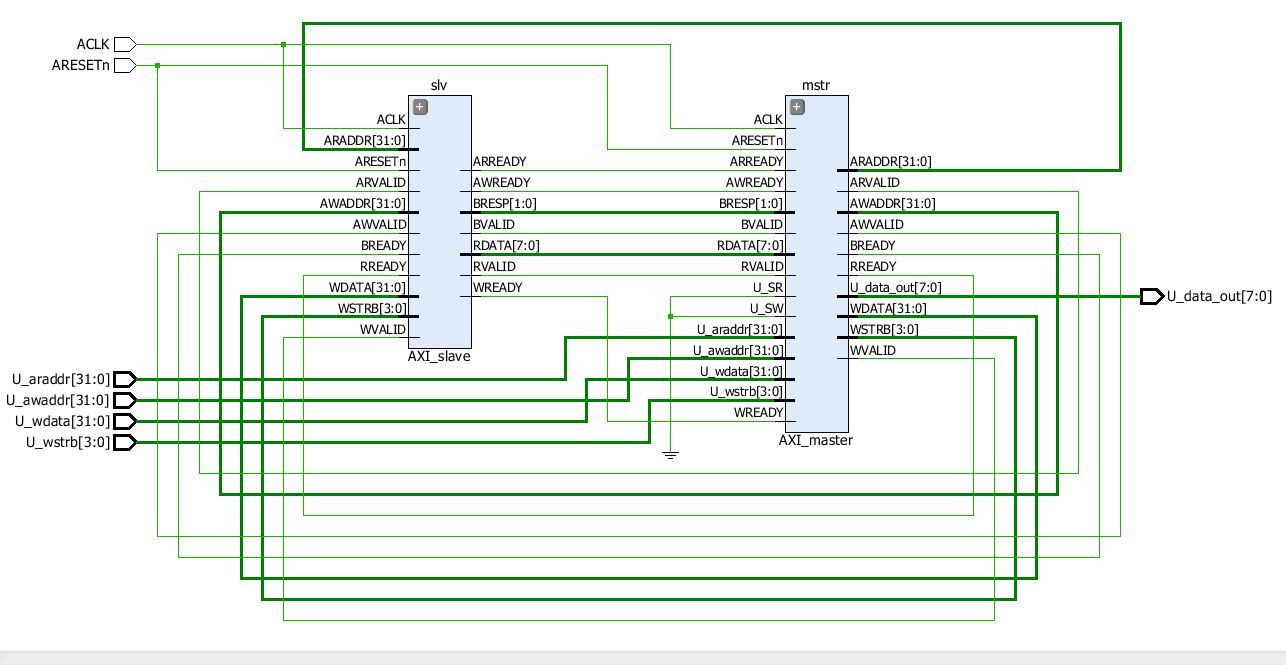 ACLK
ARESETn
slv
ACLK
ARADDR[31:0]
ARESETn
ARVALID
AWADDR[31:0]
AWVALID
BREADY
RREADY
WDATA[31:0]
WSTRB[3:0]
WVALID
ARREADY
AWREADY
BRESP[1:0]
BVALID
RDATA[7:0]
RVALID
WREADY
AXI_slave
mstr
ACLK
ARESETn
ARREADY
AWREADY
BRESP[1:0]
BVALID
RDATA[7:0]
RVALID
U_SR
U_SW
U_araddr[31:0]
U_awaddr[31:0]
U_wdata[31:0]
U_wstrb[3:0]
WREADY
ARADDR[31:0]
ARVALID
AWADDR[31:0]
AWVALID
BREADY
RREADY
U_data_out[7:0]
WDATA[31:0]
WSTRB[3:0]
WVALID
AXI_master
U_data_out[7:0]
U_araddr[31:0]
U_awaddr[31:0]
U_wdata[31:0]
U_wstrb[3:0]